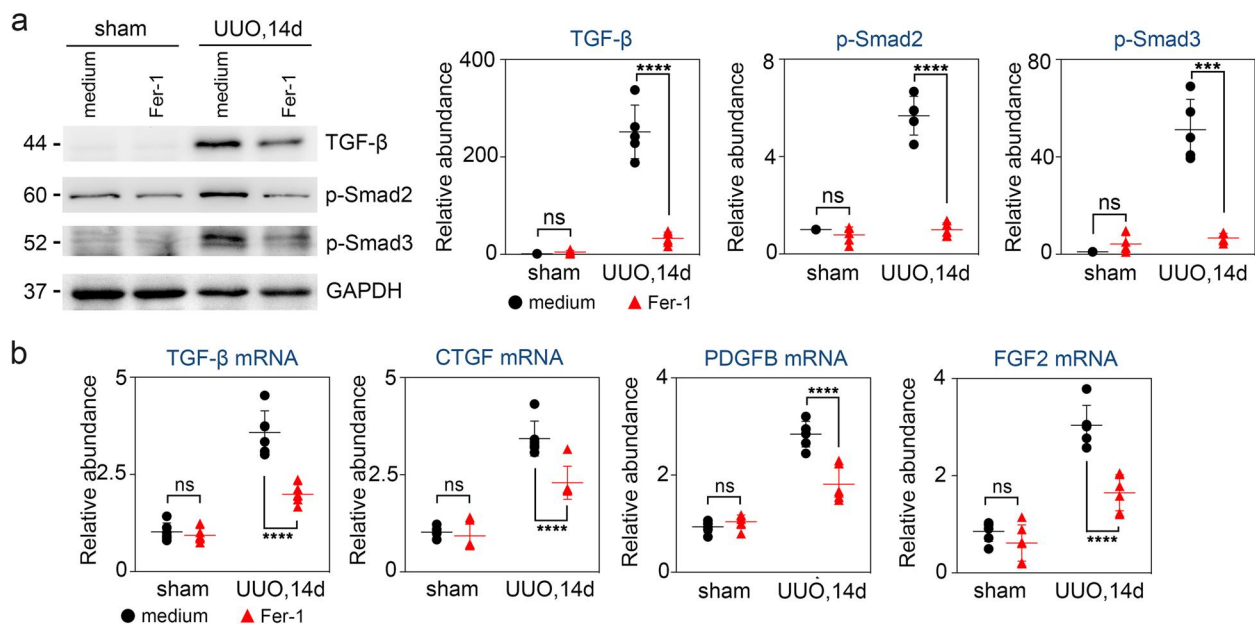 a
sham UUO,14d
medium Fer-1 medium Fer-1
44 - TGF-β
60 - p-Smad2
52 - p-Smad3
37 - GAPDH
TGF-β
Relative abundance
400
200
0
ns
****
sham UUO,14d
p-Smad2
Relative abundance
8
4
0
ns
****
sham UUO,14d
p-Smad3
Relative abundance
80
40
0
ns
***
sham UUO,14d
medium Fer-1
b
TGF-β mRNA
Relative abundance
5
2.5
0
ns
****
sham UUO,14d
CTGF mRNA
Relative abundance
5
2.5
0
ns
****
sham UUO,14d
PDGFB mRNA
Relative abundance
4
2
0
ns
****
sham UUO,14d
FGF2 mRNA
Relative abundance
4
2
0
ns
****
sham UUO,14d
medium Fer-1